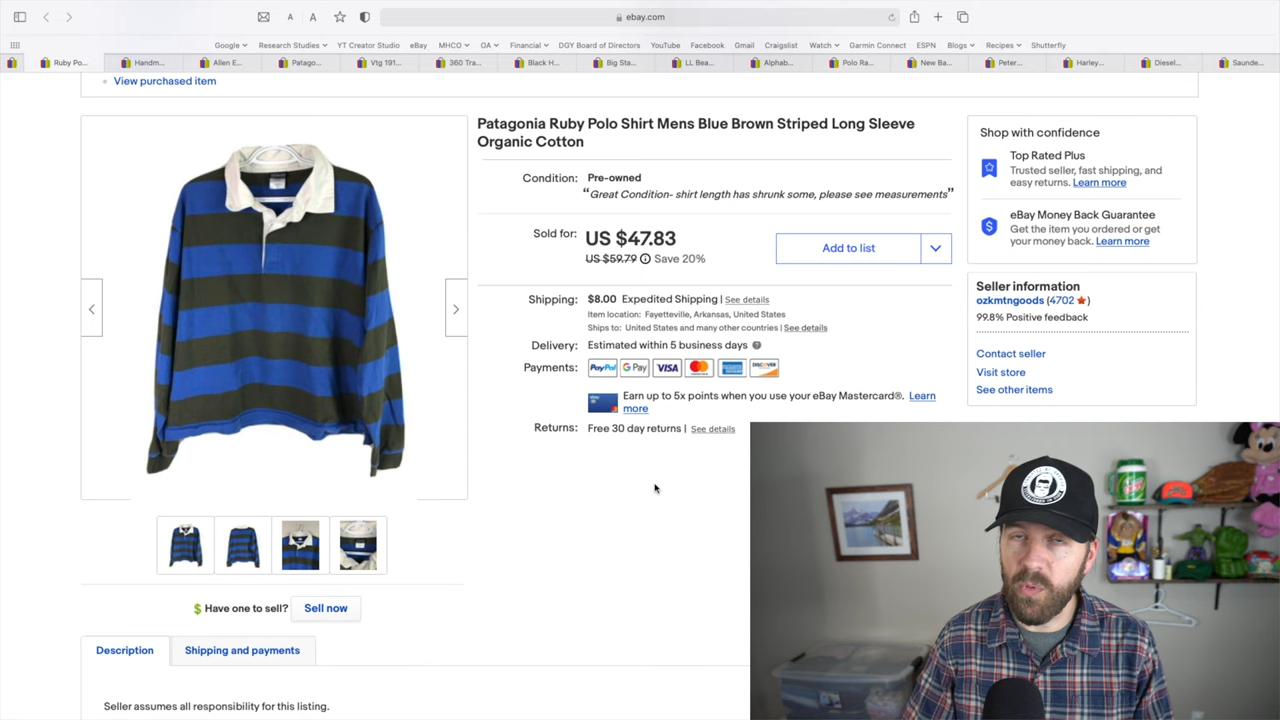 ebay.com
A
A
Google
Research Studies
YT Creator Studio
eBay
MHCO
OA
Financial
DGY Board of Directors
YouTube
Facebook
Gmail
Craigslist
Watch
Garmin Connect
ESPN
Blogs
Recipes
Shutterfly
Ruby Po...
Handm...
Allen E...
Patago...
Vtg 191...
360 Tra...
Black H...
Big Sta...
LL Bea...
Alphab...
Polo Ra...
New Ba...
Peter...
Harley...
Diesel...
Saunde...
View purchased item
Patagonia Ruby Polo Shirt Mens Blue Brown Striped Long Sleeve
Organic Cotton
Condition: Pre-owned
“Great Condition- shirt length has shrunk some, please see measurements”
Sold for: US $47.83
US $59.79 Save 20%
Add to list
Shipping: $8.00 Expedited Shipping | See details
Item location: Fayetteville, Arkansas, United States
Ships to: United States and many other countries | See details
Delivery: Estimated within 5 business days
Payments: PayPal G Pay VISA DISCOVER
Earn up to 5x points when you use your eBay Mastercard®. Learn
more
Returns: Free 30 day returns | See details
Shop with confidence
Top Rated Plus
Trusted seller, fast shipping, and
easy returns. Learn more
eBay Money Back Guarantee
Get the item you ordered or get
your money back. Learn more
Seller information
ozkmtngoods (4702)
99.8% Positive feedback
Contact seller
Visit store
See other items
Have one to sell? Sell now
Description
Shipping and payments
Seller assumes all responsibility for this listing.